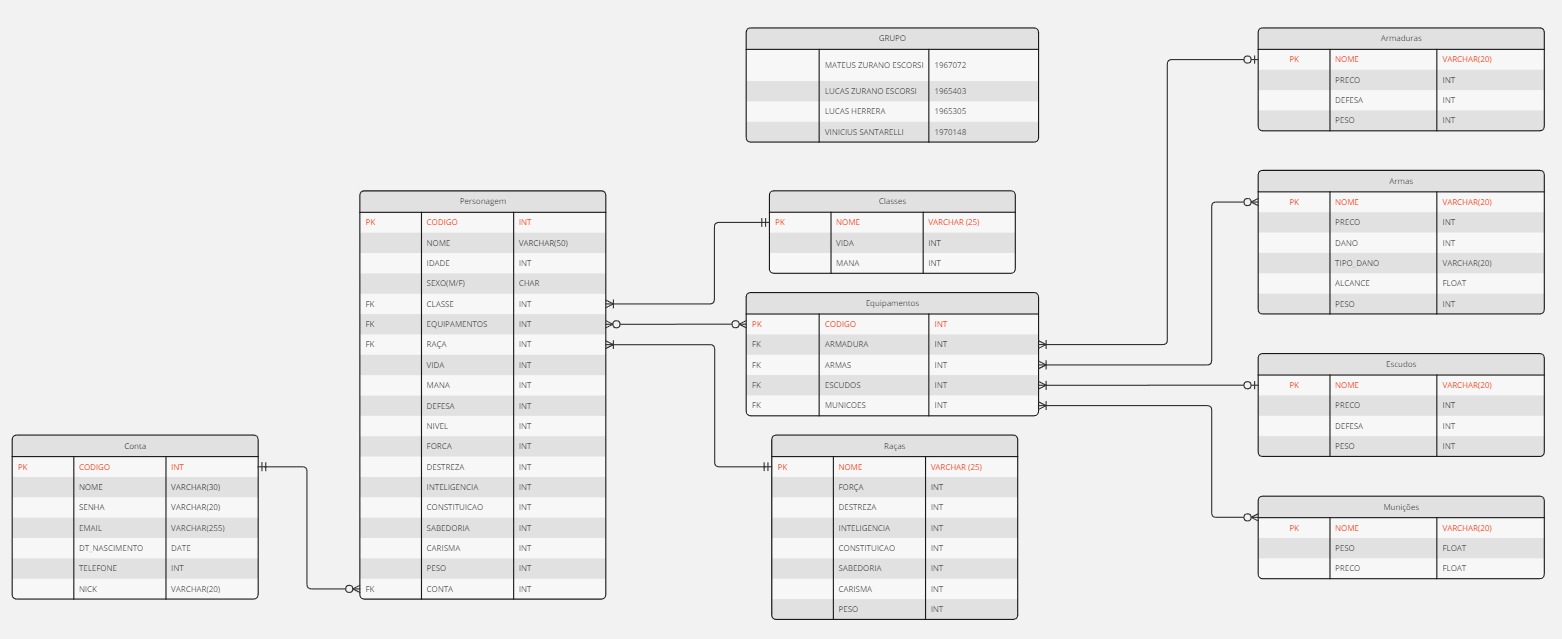 GRUPO
MATEUS ZURANO ESCORSI 1967072
LUCAS ZURANO ESCORSI 1965403
LUCAS HERRERA 1965305
VINICIUS SANTARELLI 1970148
Conta
PK CODIGO INT
NOME VARCHAR(30)
SENHA VARCHAR(20)
EMAIL VARCHAR(255)
DT_NASCIMENTO DATE
TELEFONE INT
NICK VARCHAR(20)
Personagem
PK CODIGO INT
NOME VARCHAR(50)
IDADE INT
SEXO(M/F) CHAR
FK CLASSE INT
FK EQUIPAMENTOS INT
FK RAÇA INT
VIDA INT
MANA INT
DEFESA INT
NIVEL INT
FORCA INT
DESTREZA INT
INTELIGENCIA INT
CONSTITUICAO INT
SABEDORIA INT
CARISMA INT
PESO INT
FK CONTA INT
Classes
PK NOME VARCHAR (25)
VIDA INT
MANA INT
Equipamentos
PK CODIGO INT
FK ARMADURA INT
FK ARMAS INT
FK ESCUDOS INT
FK MUNICOES INT
Raças
PK NOME VARCHAR (25)
FORÇA INT
DESTREZA INT
INTELIGENCIA INT
CONSTITUICAO INT
SABEDORIA INT
CARISMA INT
PESO INT
Armaduras
PK NOME VARCHAR(20)
PRECO INT
DEFESA INT
PESO INT
Armas
PK NOME VARCHAR(20)
PRECO INT
DANO INT
TIPO_DANO VARCHAR(20)
ALCANCE FLOAT
PESO INT
Escudos
PK NOME VARCHAR(20)
PRECO INT
DEFESA INT
PESO INT
Munições
PK NOME VARCHAR(20)
PESO FLOAT
PRECO FLOAT